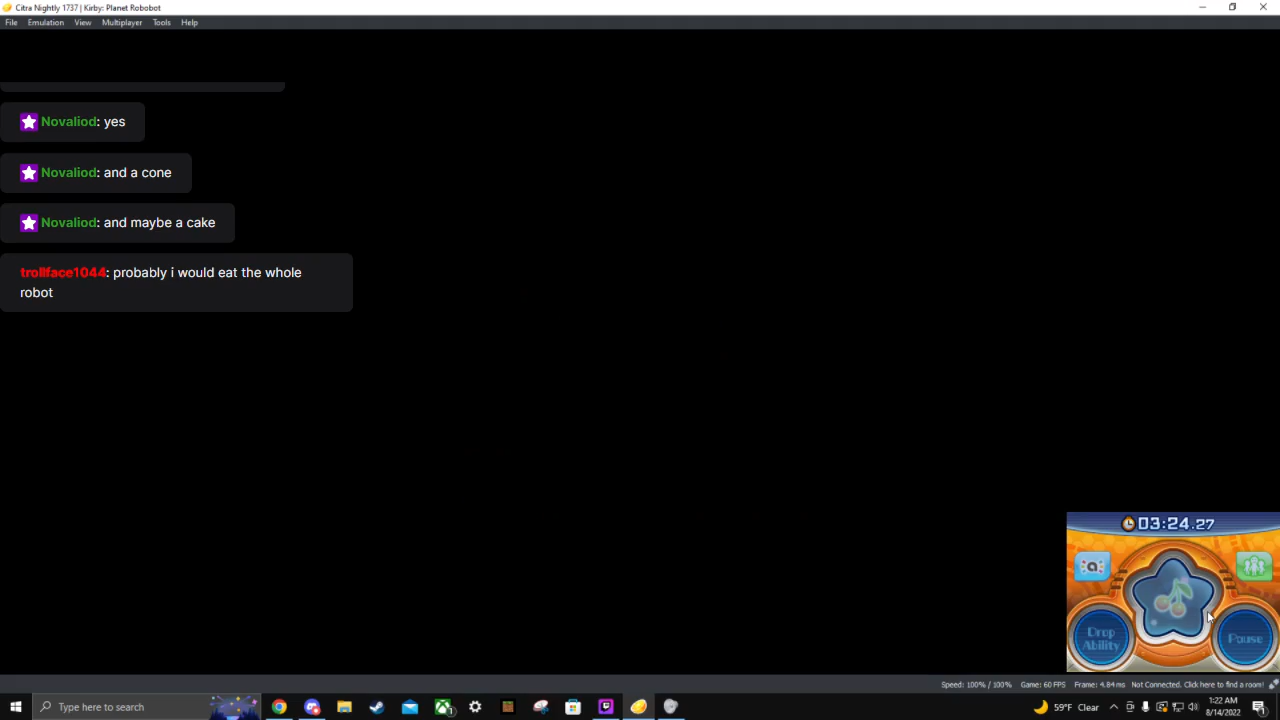 Citra Nightly 1737 | Kirby: Planet Robobot
File Emulation View Multiplayer Tools Help
Novaliod: yes
Novaliod: and a cone
Novaliod: and maybe a cake
trollface1044: probably i would eat the whole
robot
03:24.27
a
Drop
Ability
Pause
Speed: 100% / 100% Game: 60 FPS Frame: 4.84 ms Not Connected. Click here to find a room!
Type here to search
59°F Clear
1:22 AM
8/14/2022